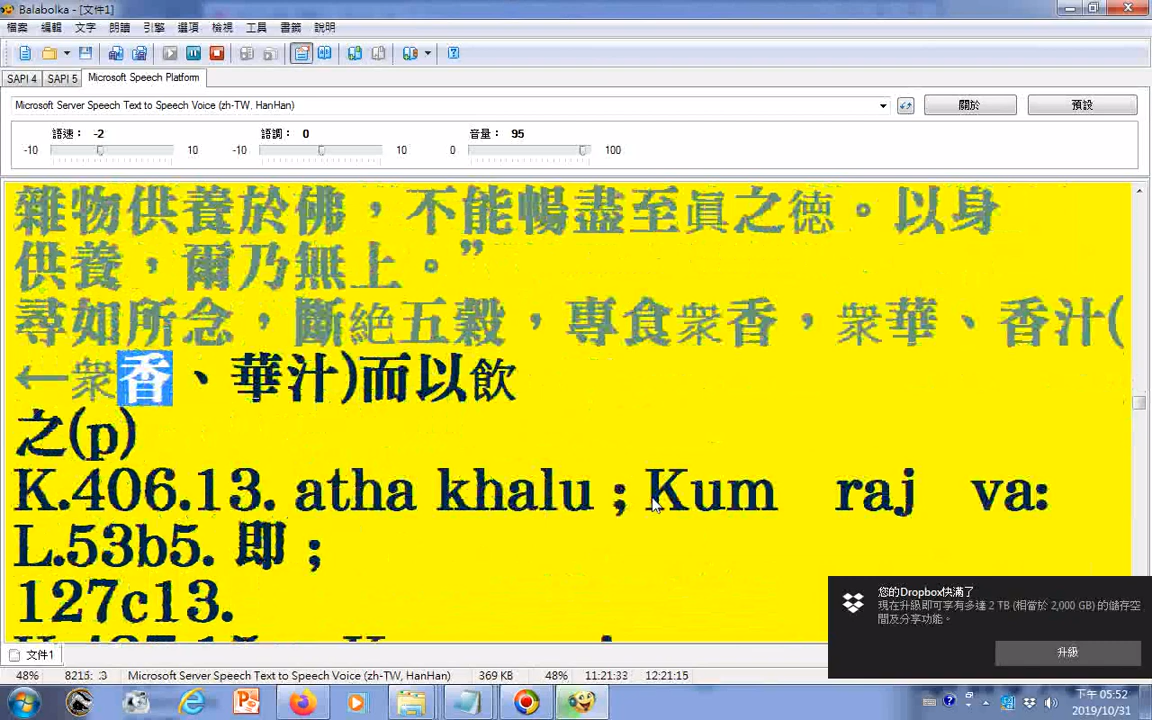 Balabolka - [文件1]
檔案 編輯 文字 朗讀 引擎 選項 檢視 工具 書籤 說明
SAPI 4 SAPI 5 Microsoft Speech Platform
Microsoft Server Speech Text to Speech Voice (zh-TW, HanHan) 關於 預設
語速： -2 語調： 0 音量： 95
-10 10 -10 10 0 100
雜物供養於佛，不能暢盡至眞之德。以身
供養，爾乃無上。”
尋如所念，斷絕五穀，專食衆香，衆華、香汁(
←衆香、華汁)而以飲
之(p)
K.406.13. atha khalu ; Kum raj va:
L.53b5. 即 ;
127c13.
您的Dropbox快滿了
現在升級即可享有多達 2 TB (相當於 2,000 GB) 的儲存空
間及分享功能。
升級
文件1
48% Microsoft Server Speech Text to Speech Voice (zh-TW, HanHan) 369 KB 48% 11:21:33 12:21:15
下午 05:52
2019/10/31